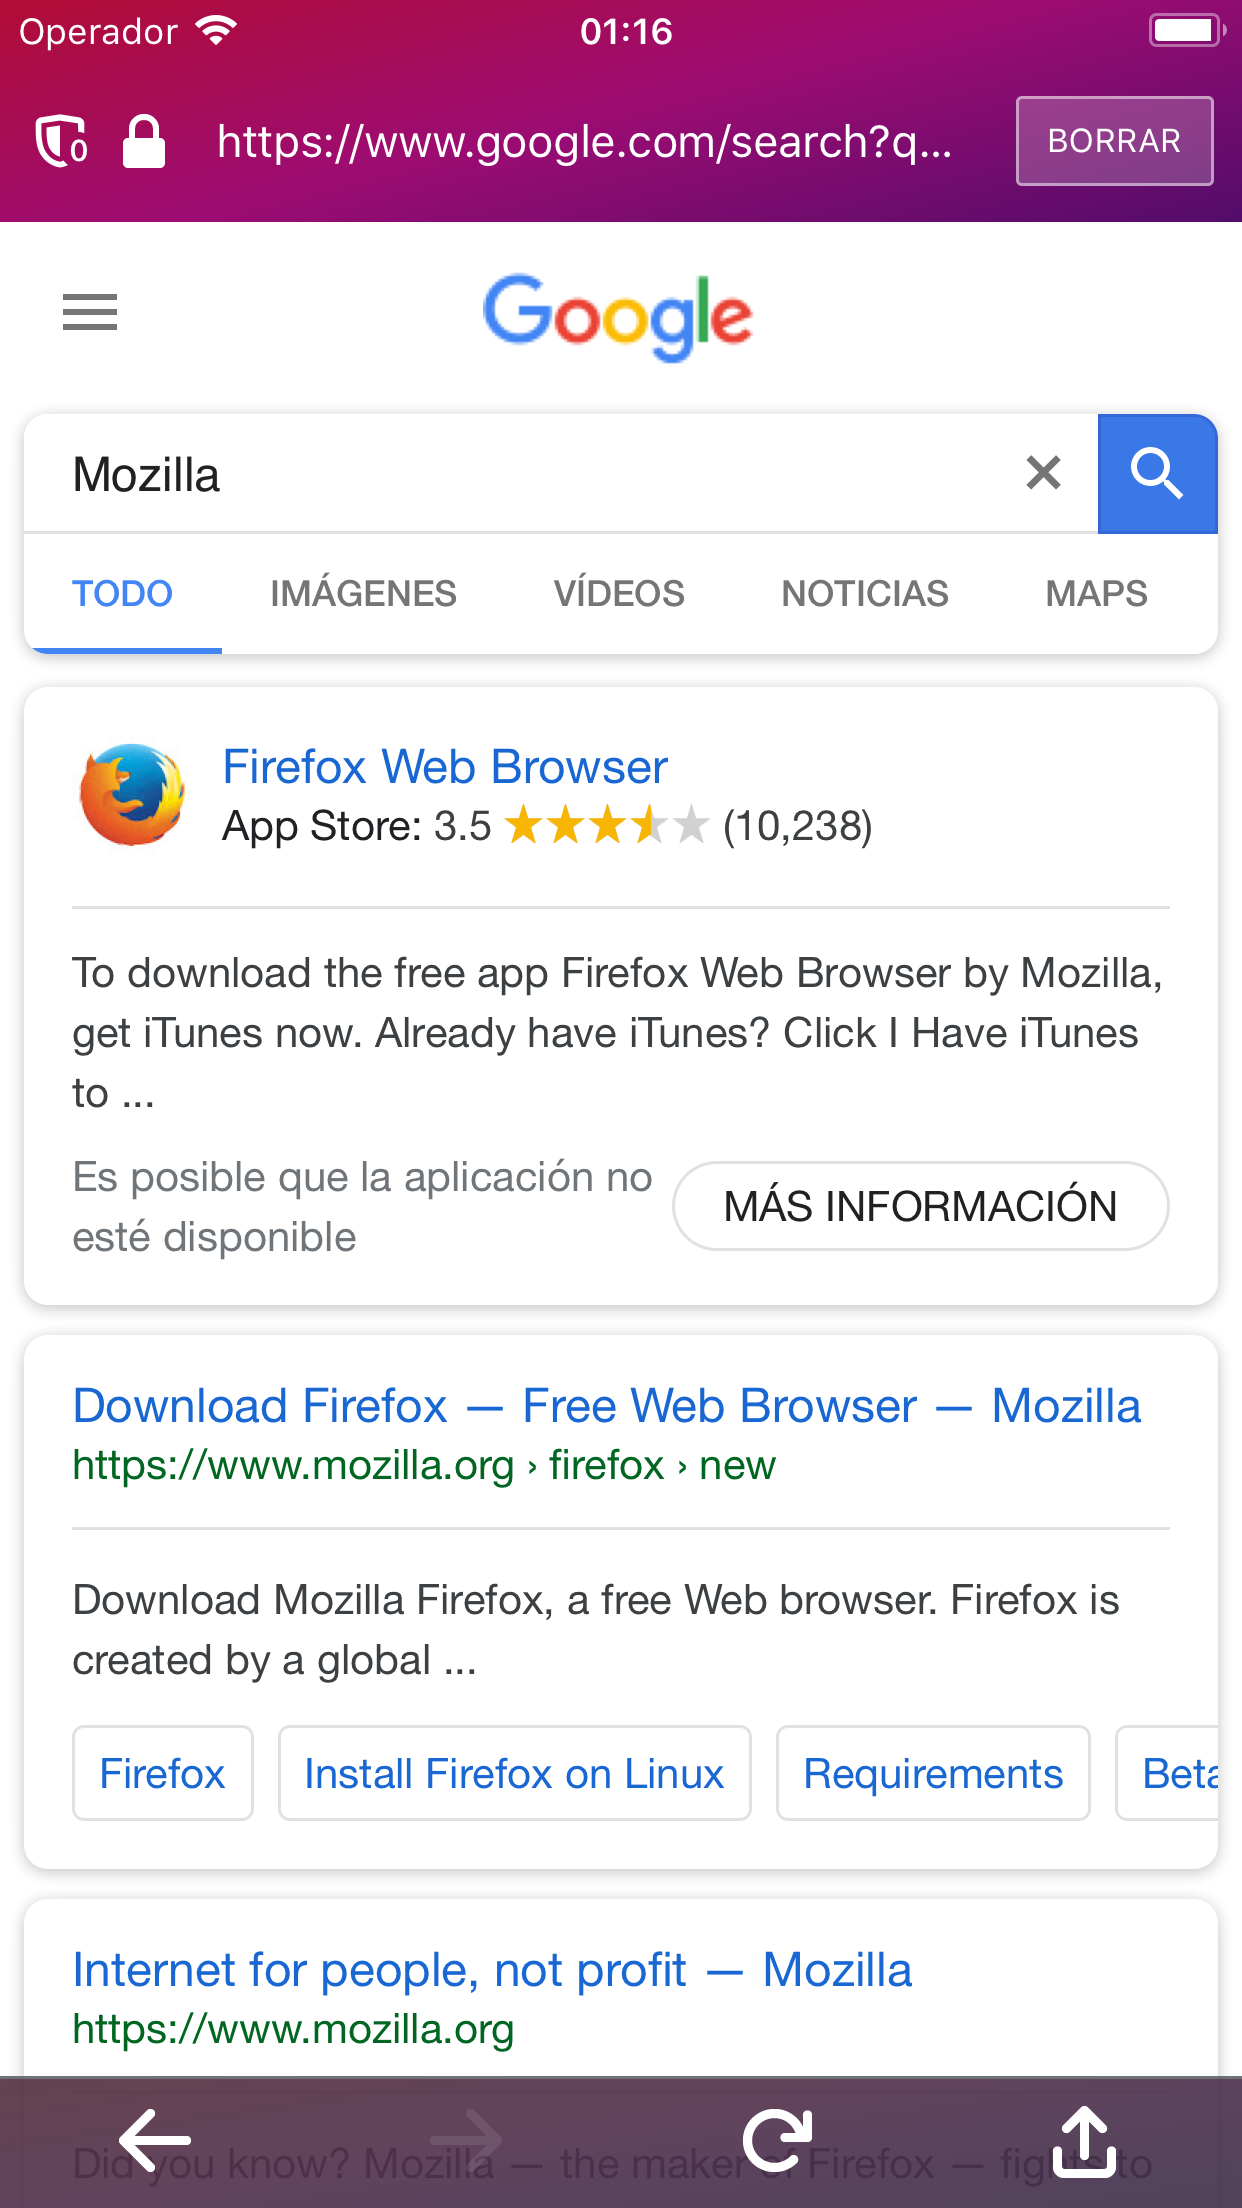 Operador 01:16
0 https://www.google.com/search?q... BORRAR
Google
Mozilla
TODO IMÁGENES VÍDEOS NOTICIAS MAPS
Firefox Web Browser
App Store: 3.5 (10,238)
To download the free app Firefox Web Browser by Mozilla,
get iTunes now. Already have iTunes? Click I Have iTunes
to ...
Es posible que la aplicación no
esté disponible
MÁS INFORMACIÓN
Download Firefox — Free Web Browser — Mozilla
https://www.mozilla.org › firefox › new
Download Mozilla Firefox, a free Web browser. Firefox is
created by a global ...
Firefox Install Firefox on Linux Requirements Beta
Internet for people, not profit — Mozilla
https://www.mozilla.org
Did you know? Mozilla — the maker of Firefox — fights to